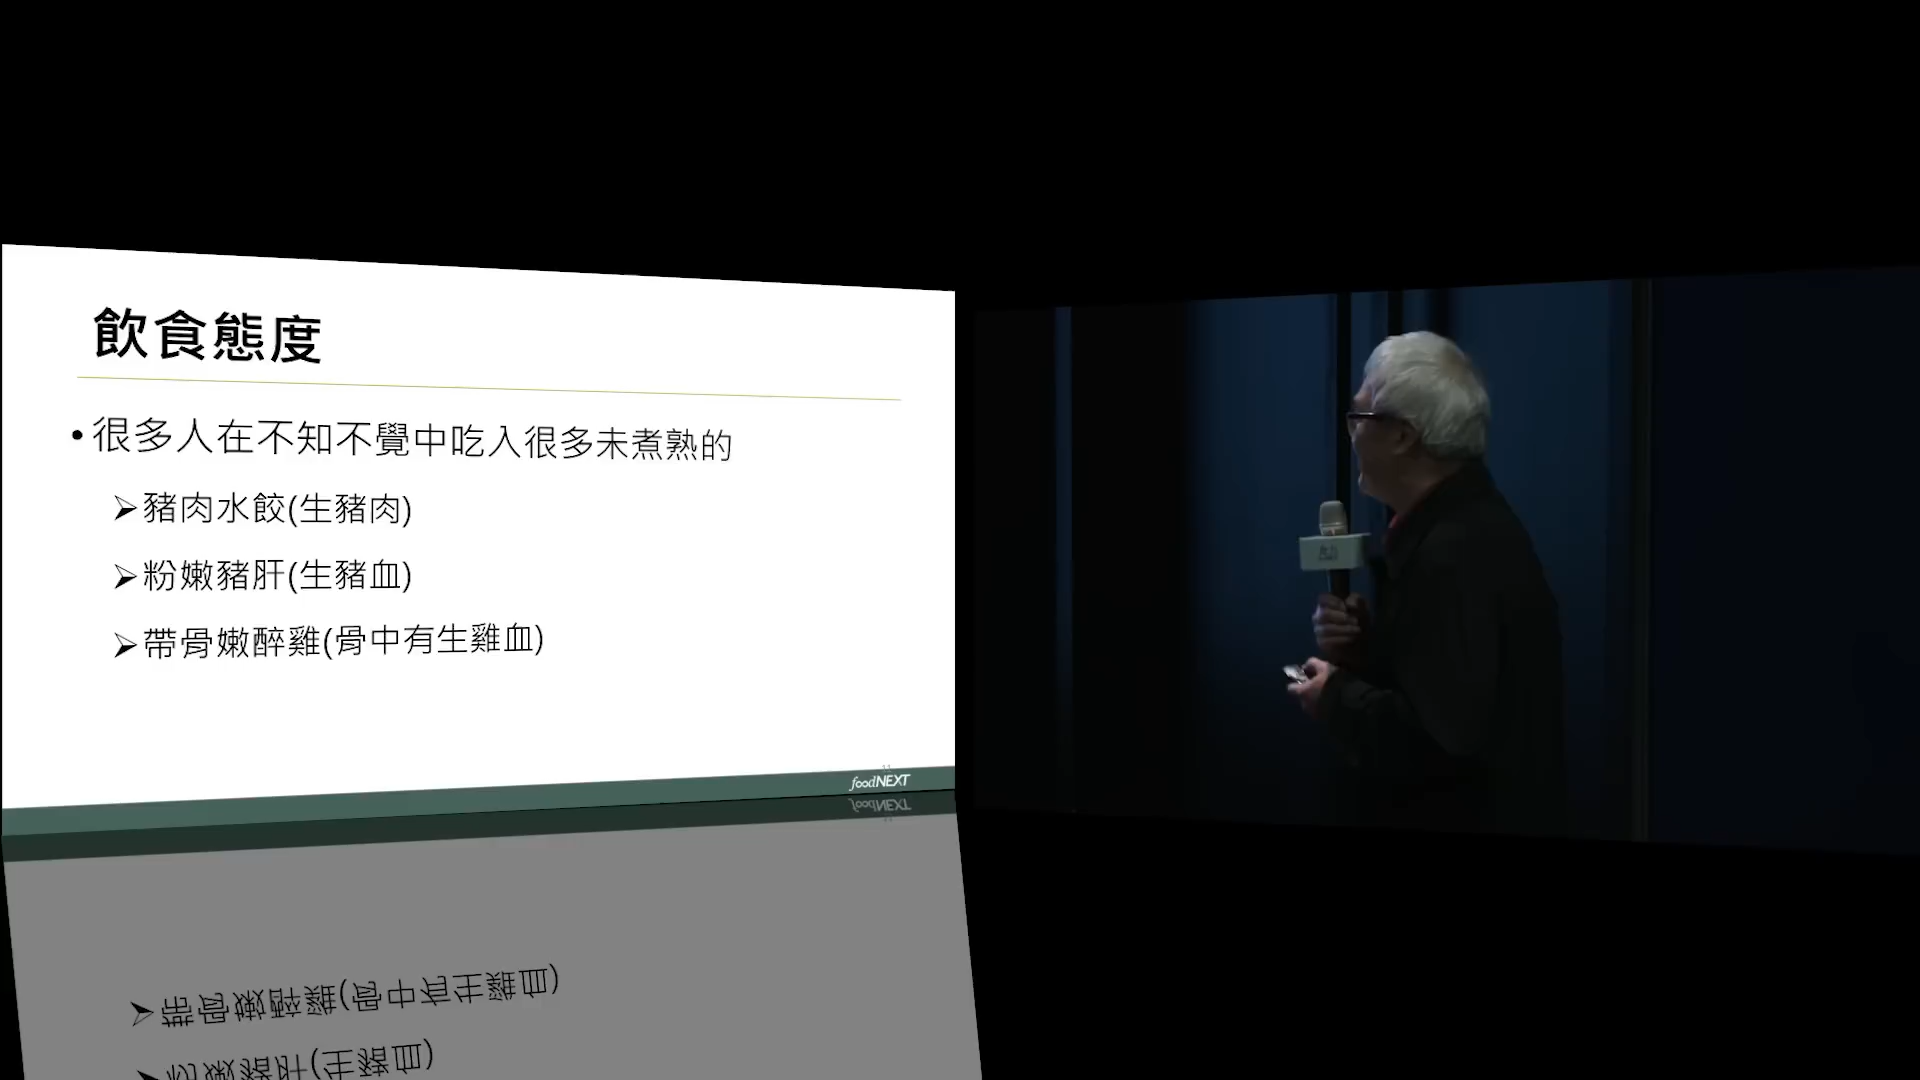 飲食態度
•很多人在不知不覺中吃入很多未煮熟的
➢豬肉水餃(生豬肉)
➢粉嫩豬肝(生豬血)
➢帶骨嫩醉雞(骨中有生雞血)
foodNEXT